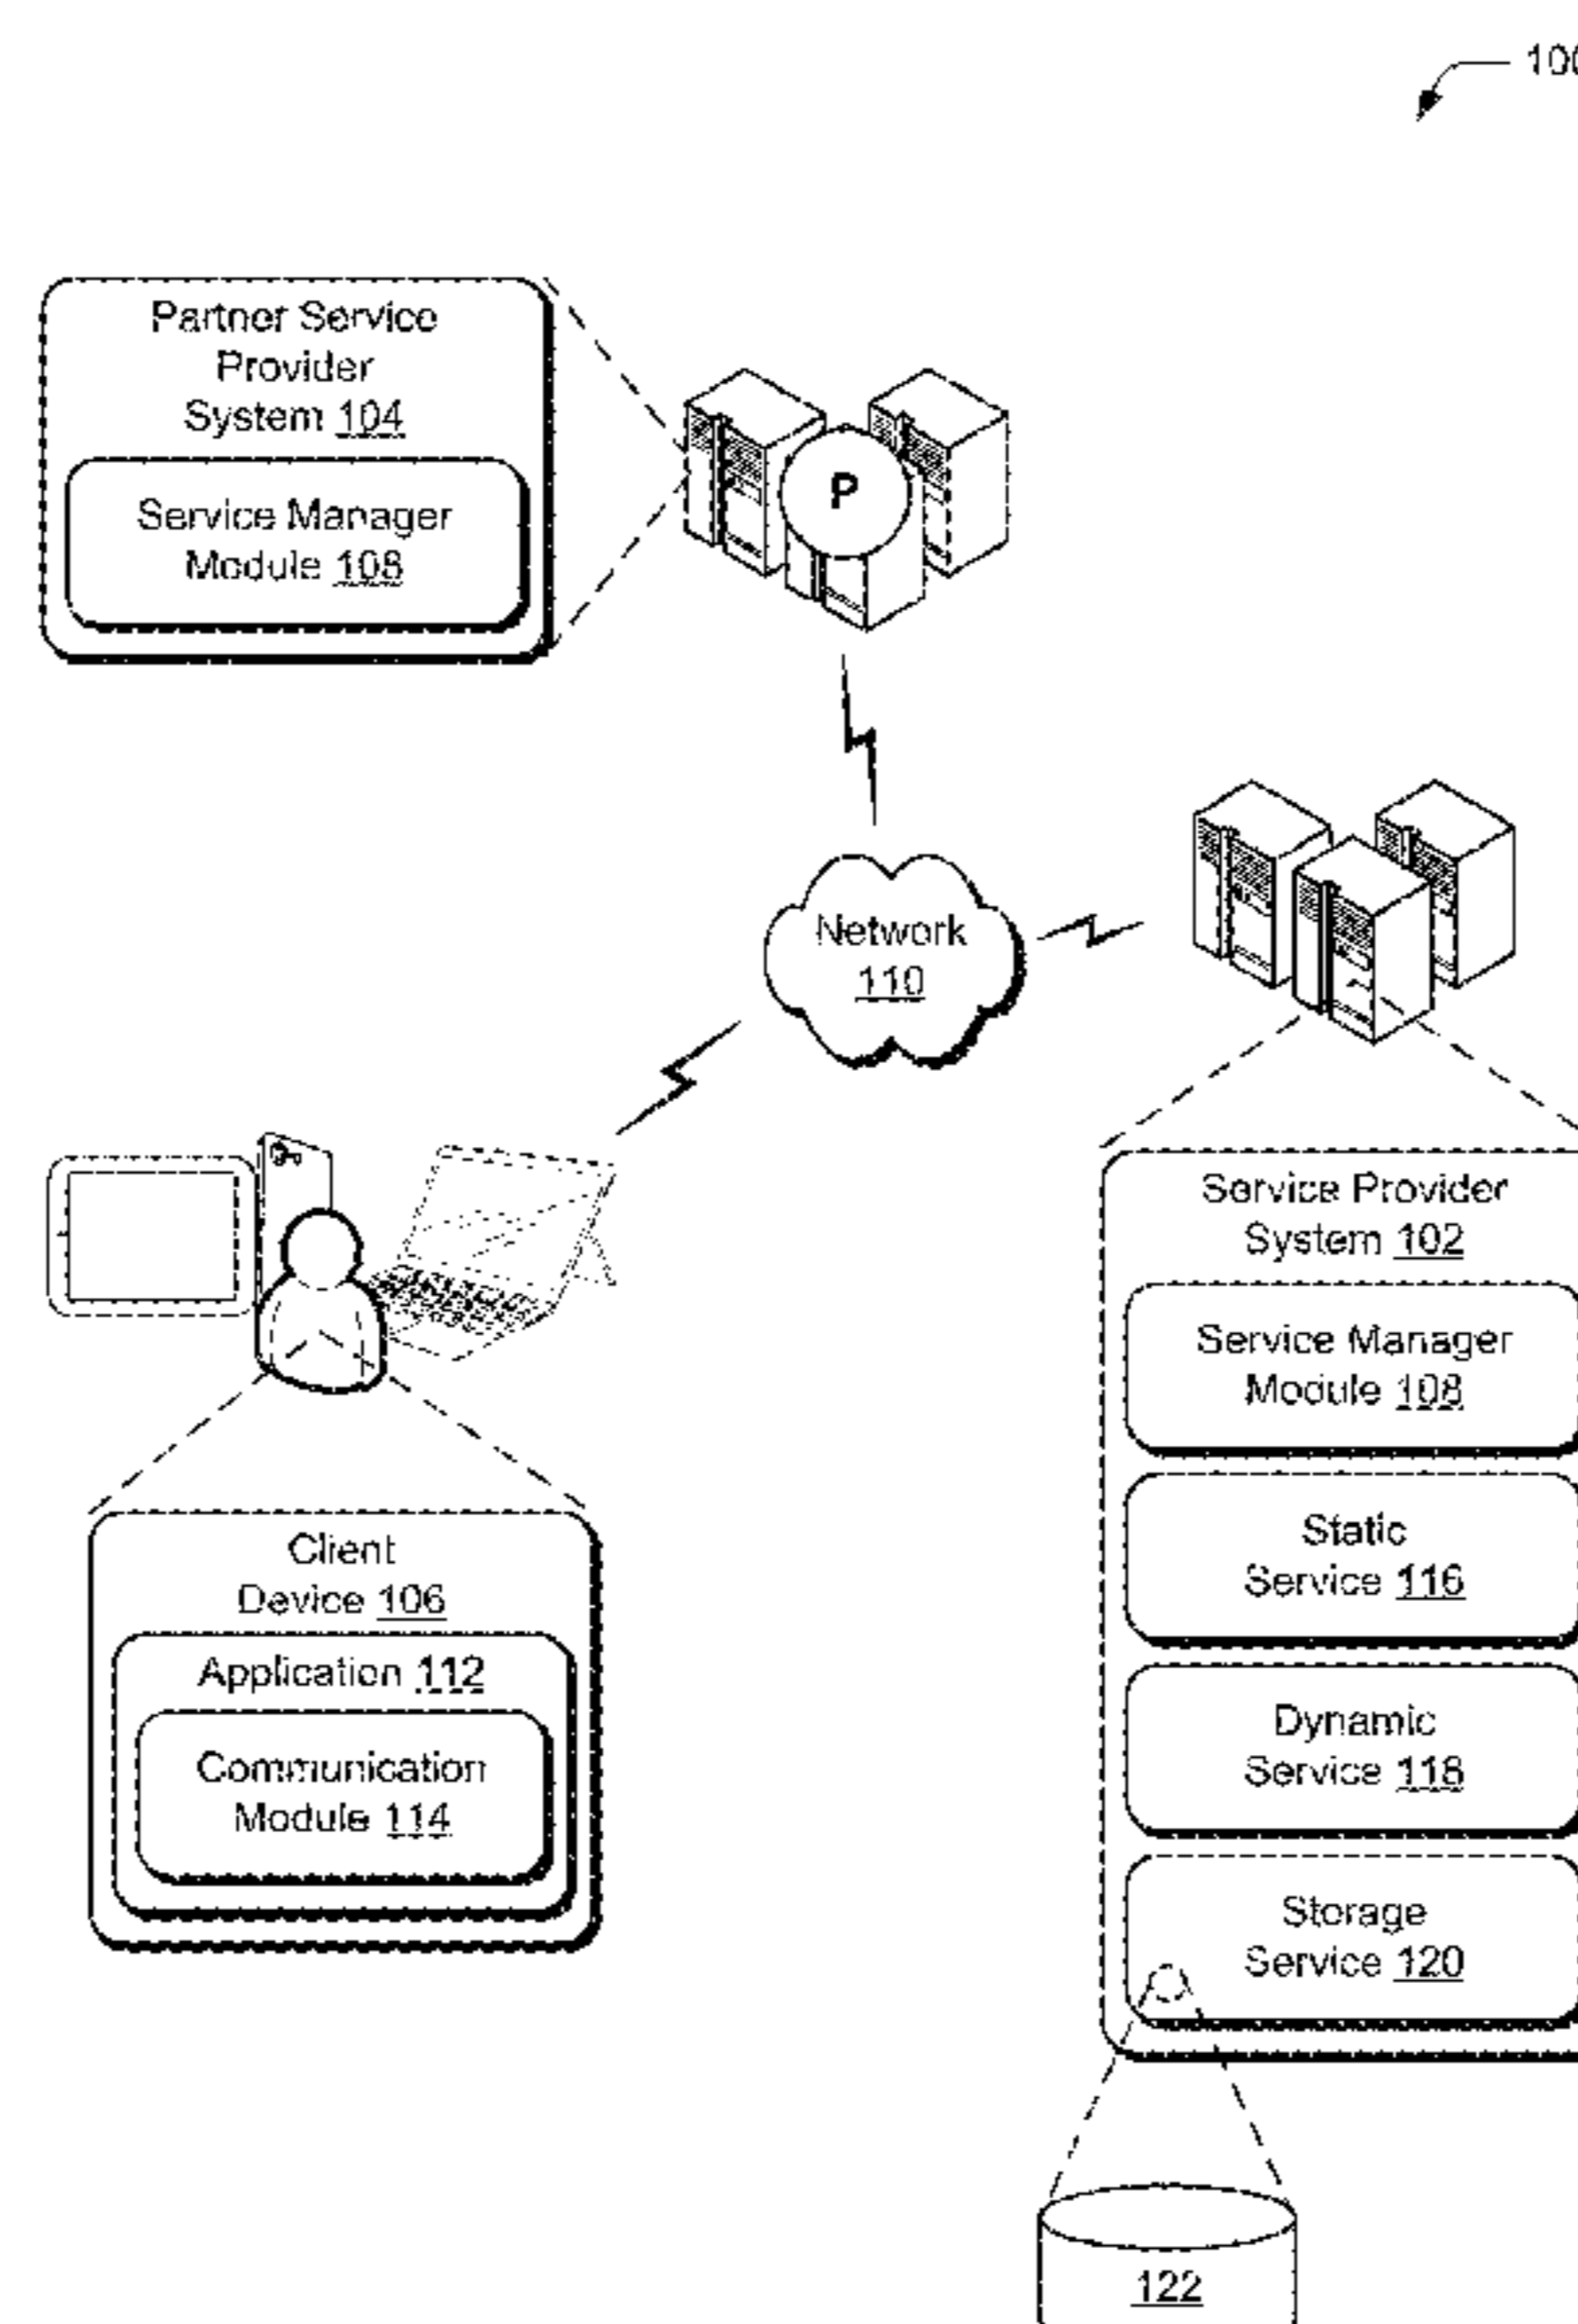 100
Partner Service
Provider
System 104
Service Manager
Module 108
P
Network
110
Service Provider
System 102
Service Manager
Module 108
Static
Service 116
Dynamic
Service 118
Storage
Service 120
122
Client
Device 106
Application 112
Communication
Module 114